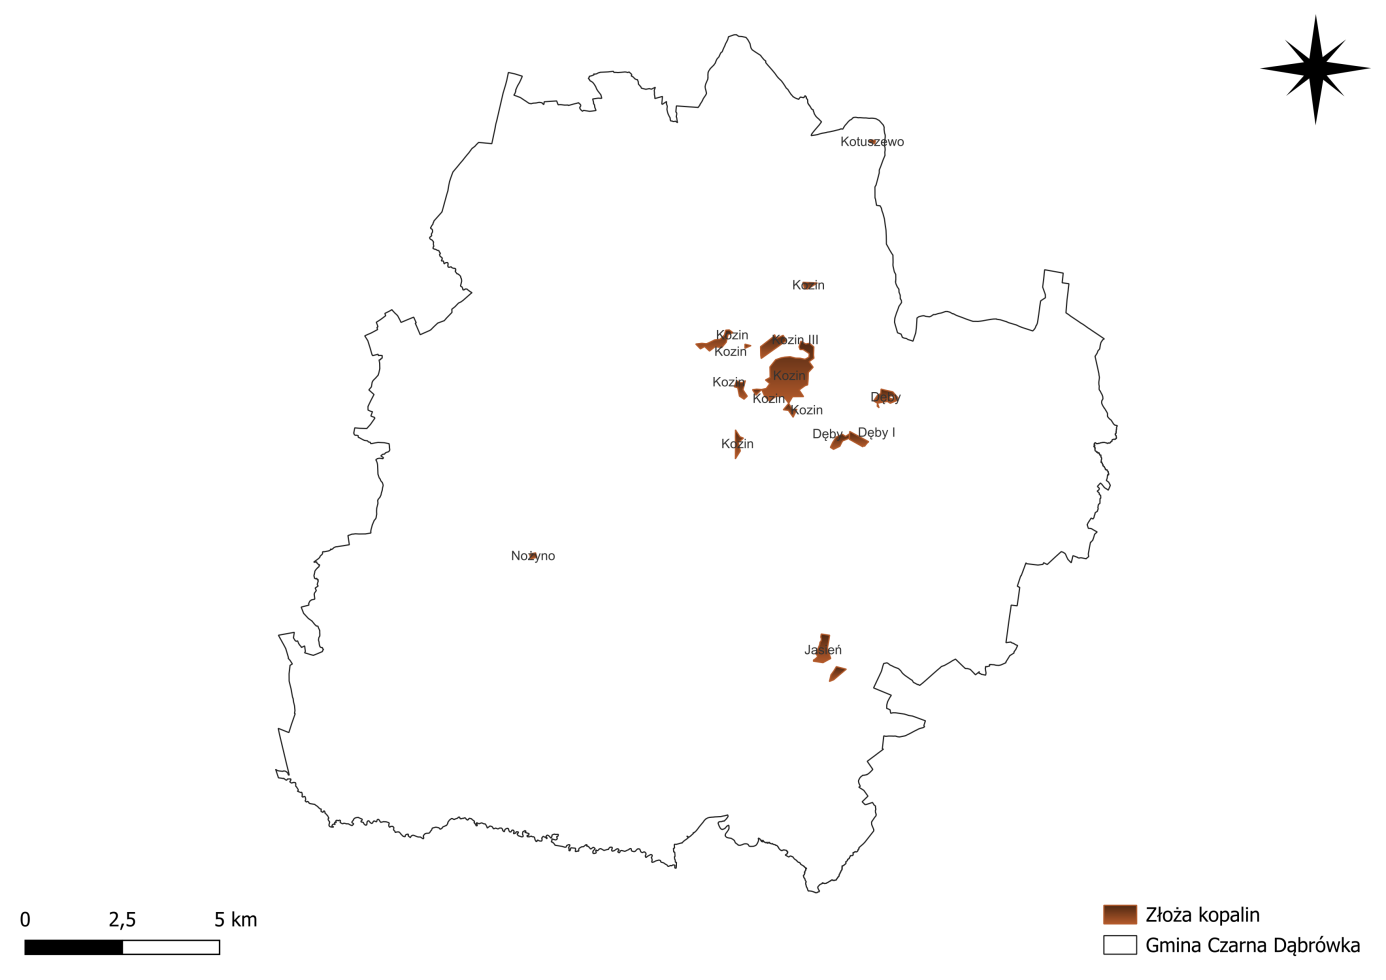 Kotuszewo
Kozin
Kozin
Kozin III
Kozin
Kozin
Kozin
Kozin
Dęby
Kozin
Dęby
Dęby I
Kozin
Nożyno
Jasień
0 2,5 5 km
Złoża kopalin
Gmina Czarna Dąbrówka